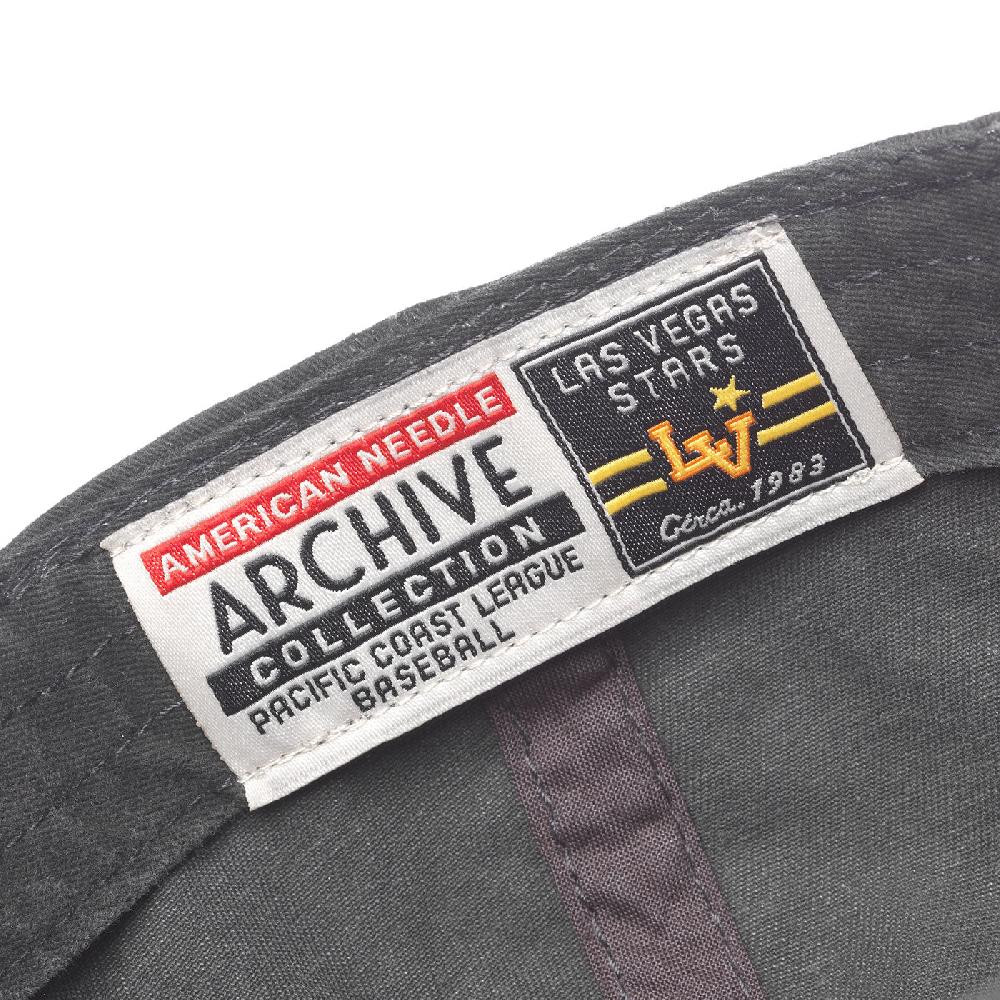 AMERICAN NEEDLE
ARCHIVE
COLLECTION
PACIFIC COAST LEAGUE
BASEBALL
LAS VEGAS
STARS
LV
Circa. 1983